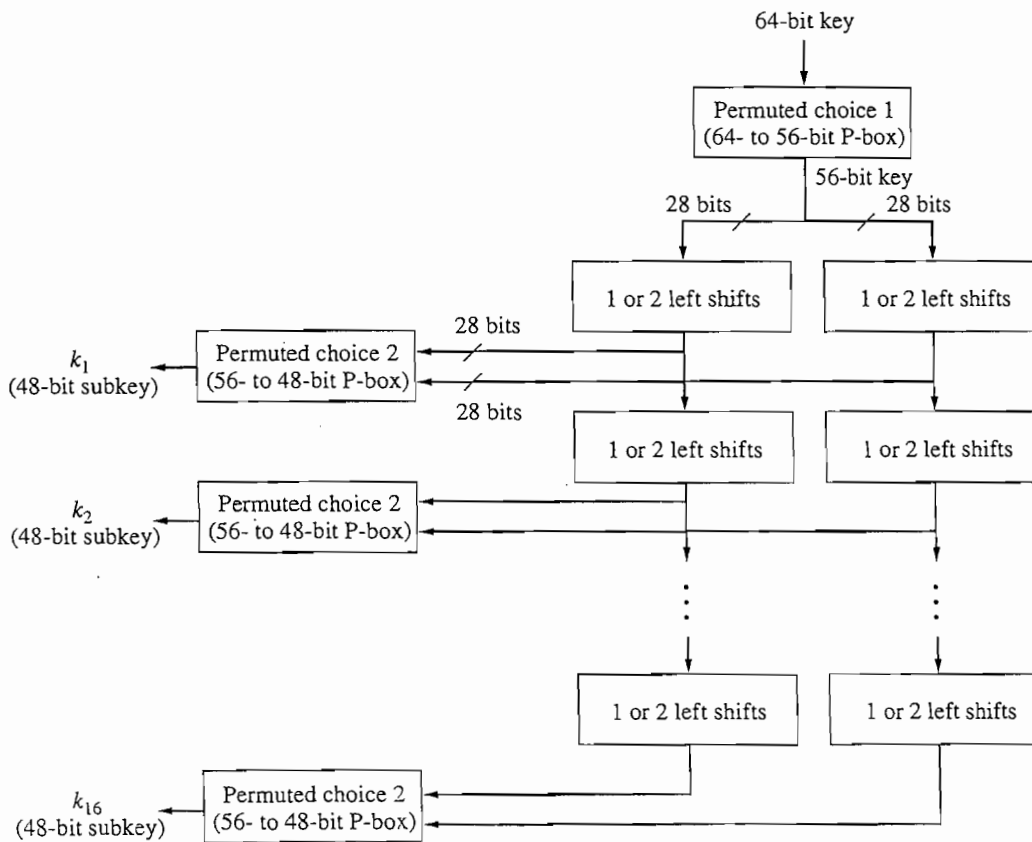 64-bit key
Permuted choice 1
(64- to 56-bit P-box)
56-bit key
28 bits
28 bits
1 or 2 left shifts
1 or 2 left shifts
28 bits
k1
(48-bit subkey)
Permuted choice 2
(56- to 48-bit P-box)
28 bits
1 or 2 left shifts
1 or 2 left shifts
k2
(48-bit subkey)
Permuted choice 2
(56- to 48-bit P-box)
1 or 2 left shifts
1 or 2 left shifts
k16
(48-bit subkey)
Permuted choice 2
(56- to 48-bit P-box)